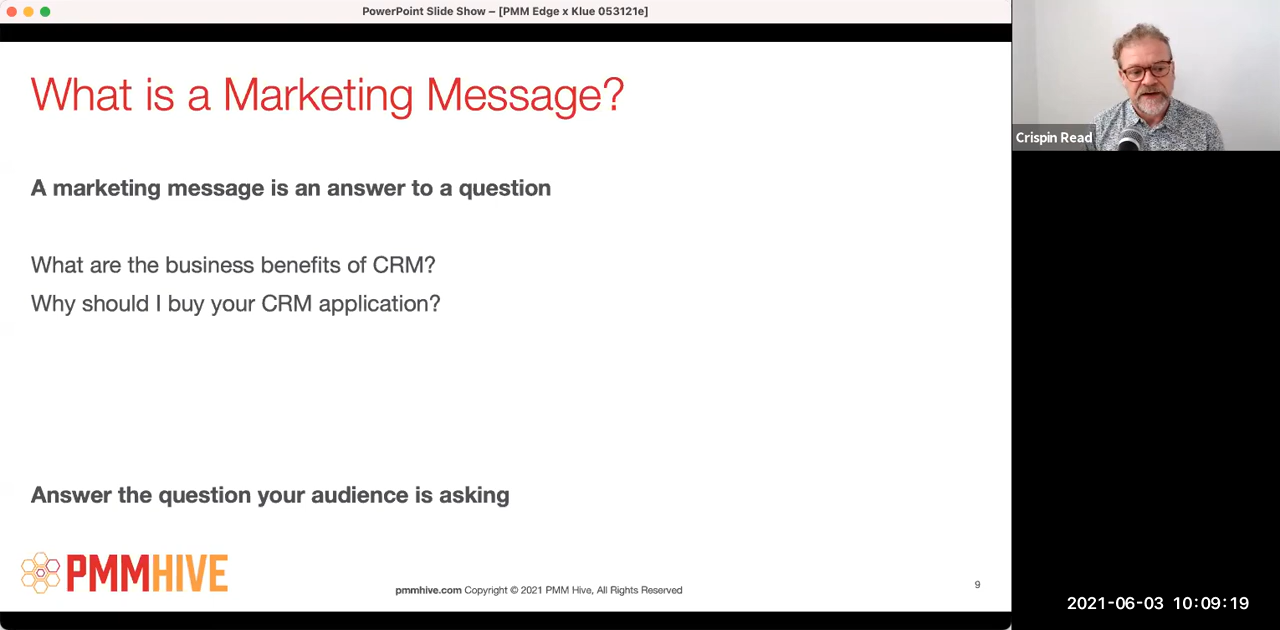 PowerPoint Slide Show – [PMM Edge x Klue 053121e]
What is a Marketing Message?
Crispin Read
A marketing message is an answer to a question
What are the business benefits of CRM?
Why should I buy your CRM application?
Answer the question your audience is asking
PMMHIVE
pmmhive.com Copyright © 2021 PMM Hive, All Rights Reserved
9
2021-06-03 10:09:19